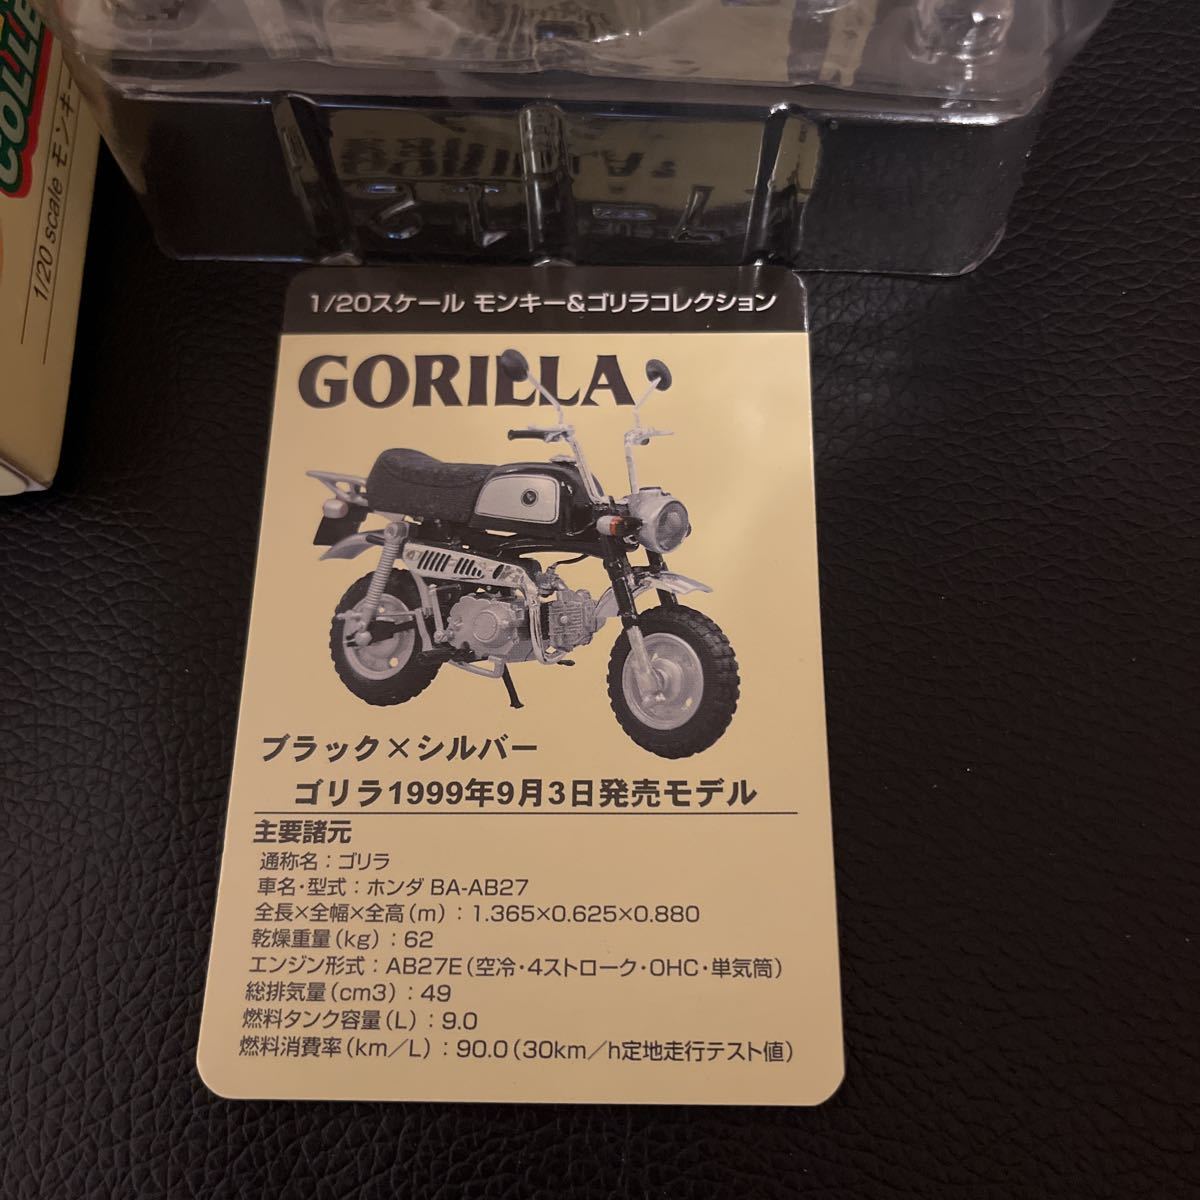 COLLE
1/20 scale モンキー
1/20スケール モンキー&ゴリラコレクション
GORILLA
ブラック×シルバー
ゴリラ1999年9月3日発売モデル
主要諸元
通称名：ゴリラ
車名・型式：ホンダ BA-AB27
全長×全幅×全高(m)：1.365×0.625×0.880
乾燥重量(kg)：62
エンジン形式：AB27E(空冷・4ストローク・OHC・単気筒)
総排気量(cm3)：49
燃料タンク容量(L)：9.0
燃料消費率(km/L)：90.0(30km/h定地走行テスト値)